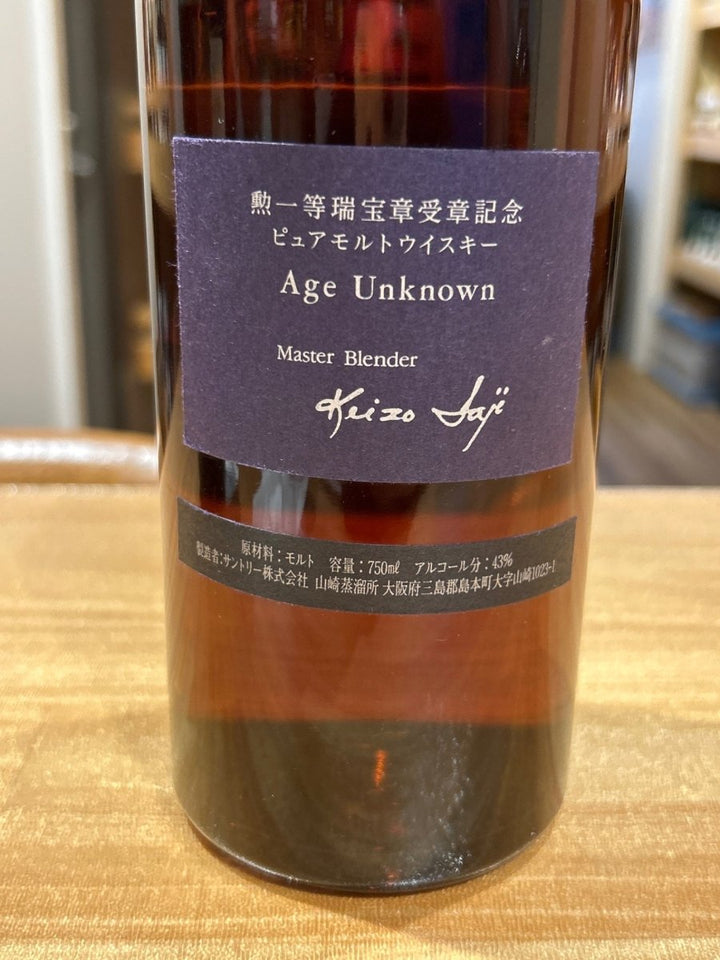 勲一等瑞宝章受章記念
ピュアモルトウイスキー
Age Unknown
Master Blender
Keizo Saji
原材料：モルト 容量：750㎖ アルコール分：43%
製造者：サントリー株式会社 山崎蒸溜所 大阪府三島郡島本町大字山崎1023-1